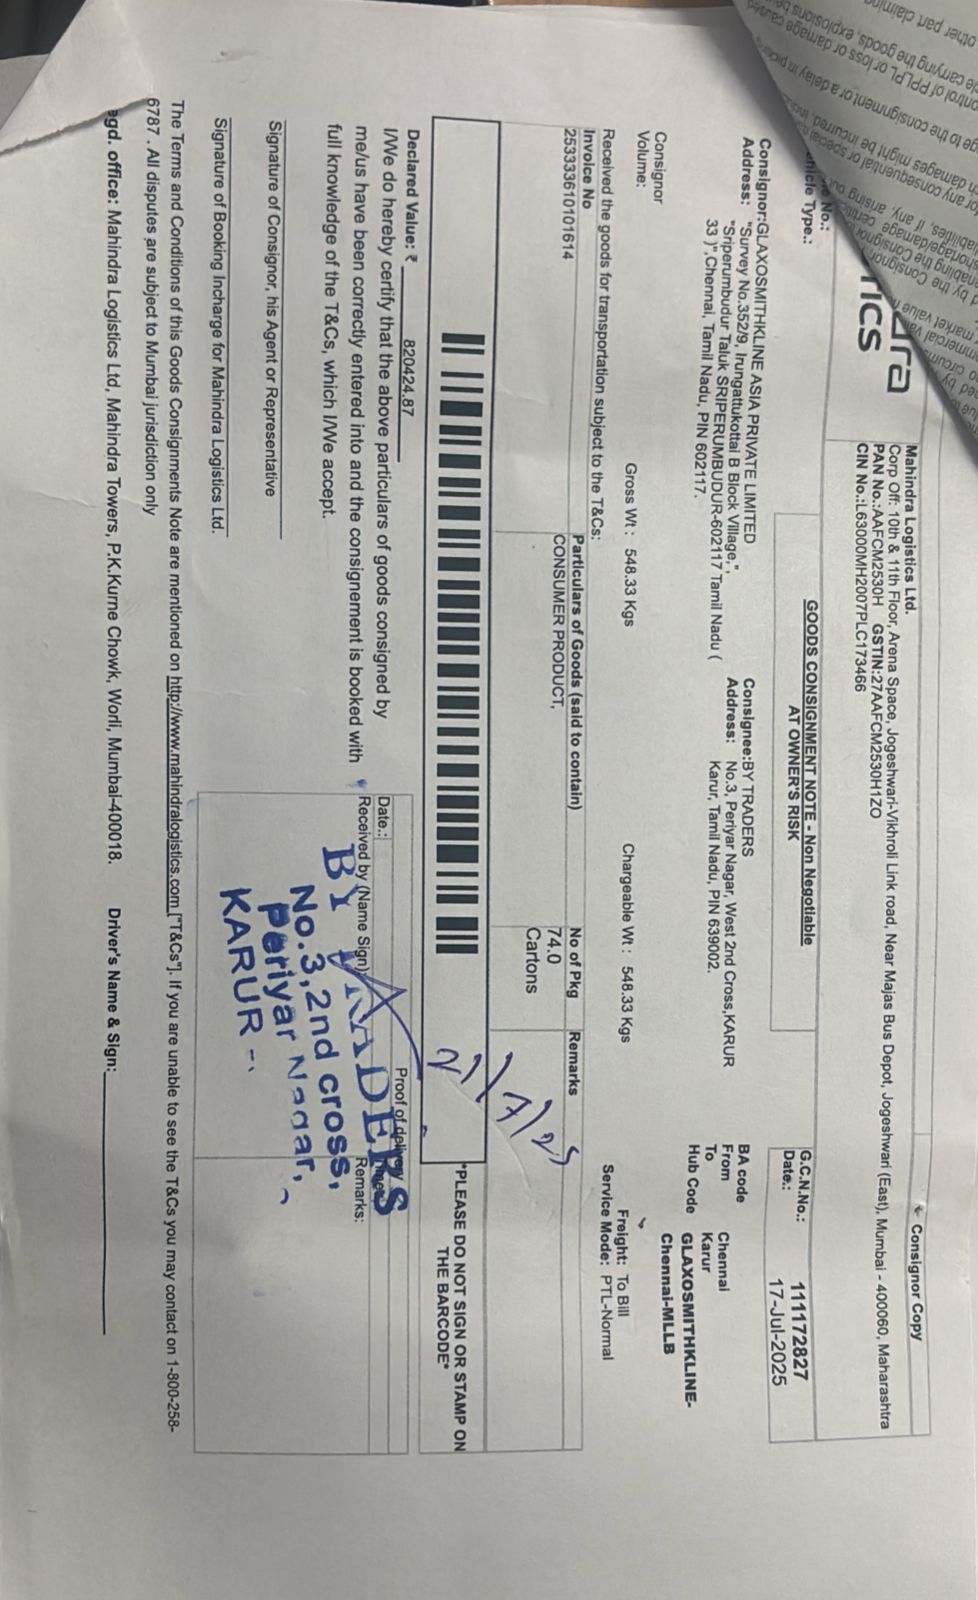 Consignor Copy
Mahindra Logistics Ltd.
Corp Off: 10th & 11th Floor, Arena Space, Jogeshwari-Vikhroli Link road, Near Majas Bus Depot, Jogeshwari (East), Mumbai - 400060, Maharashtra
PAN No.:AAFCM2530H GSTIN:27AAFCM2530H1ZO
CIN No.:L63000MH2007PLC173466
GOODS CONSIGNMENT NOTE - Non Negotiable
AT OWNER'S RISK
G.C.N.No.: 111172827
Date.: 17-Jul-2025
No.:
Type.:
Consignor:GLAXOSMITHKLINE ASIA PRIVATE LIMITED
Address: "Survey No.352/9, Irungattukottai B Block Village,",
"Sriperumbudur Taluk SRIPERUMBUDUR-602117 Tamil Nadu (
33 )",Chennai, Tamil Nadu, PIN 602117.
Consignee:BY TRADERS
Address: No.3, Periyar Nagar, West 2nd Cross,KARUR
Karur, Tamil Nadu, PIN 639002.
BA code
From Chennai
To Karur
Hub Code GLAXOSMITHKLINE-
Chennai-MLLB
Consignor
Volume:
Gross Wt : 548.33 Kgs
Chargeable Wt : 548.33 Kgs
Freight: To Bill
Service Mode: PTL-Normal
Received the goods for transportation subject to the T&Cs:
Invoice No Particulars of Goods (said to contain) No of Pkg Remarks
25333610101614 CONSUMER PRODUCT, 74.0
Cartons
*PLEASE DO NOT SIGN OR STAMP ON
THE BARCODE*
Declared Value: ₹ 820424.87
I/We do hereby certify that the above particulars of goods consigned by
me/us have been correctly entered into and the consignement is booked with
full knowledge of the T&Cs, which I/We accept.
Proof of delivery
Date.:
Received by (Name Sign)
Remarks:
BY TRADERS
No.3,2nd cross,
Periyar Nagar,
KARUR -
Signature of Consignor, his Agent or Representative
Signature of Booking Incharge for Mahindra Logistics Ltd.
The Terms and Conditions of this Goods Consignments Note are mentioned on http://www.mahindralogistics.com ["T&Cs"]. If you are unable to see the T&Cs you may contact on 1-800-258-
6787 . All disputes are subject to Mumbai jurisdiction only
egd. office: Mahindra Logistics Ltd, Mahindra Towers, P.K.Kurne Chowk, Worli, Mumbai-400018. Driver's Name & Sign: